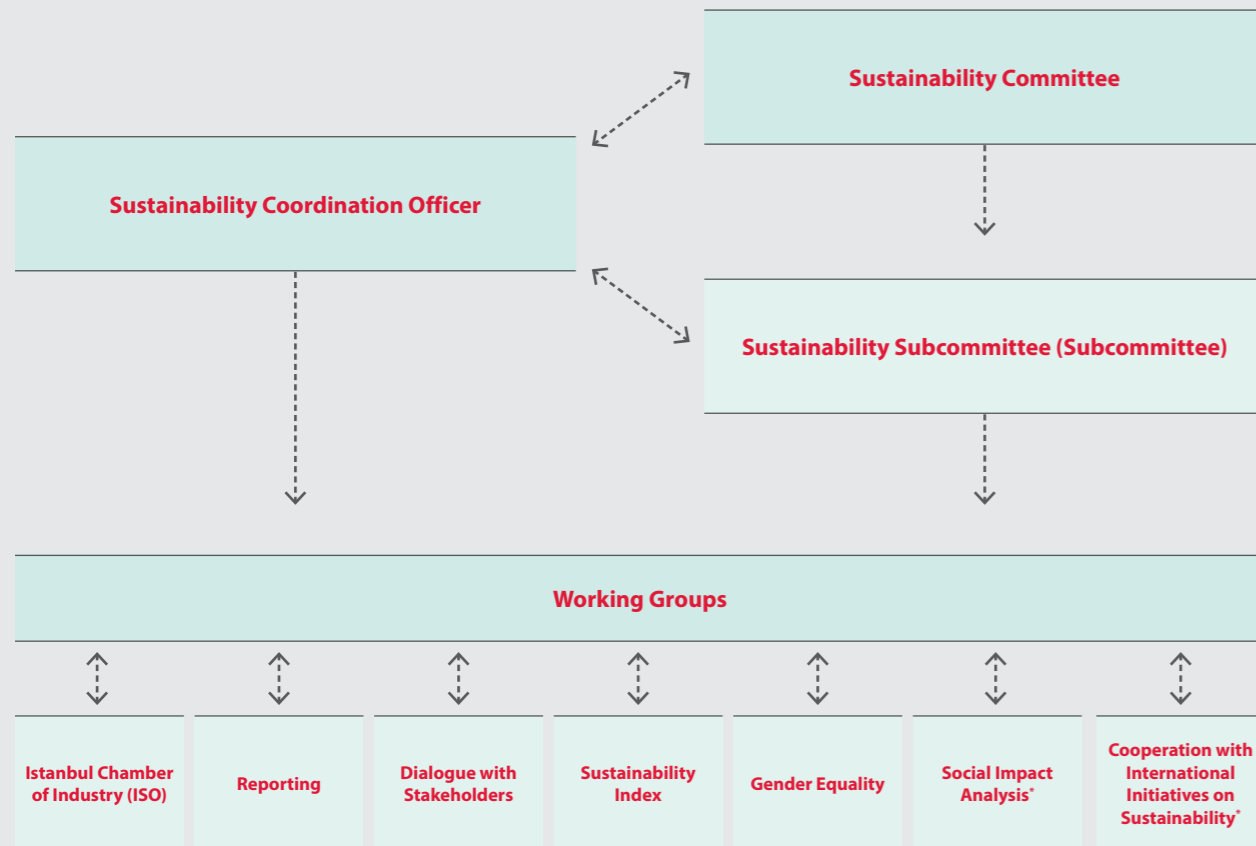 Sustainability Committee
Sustainability Coordination Officer
Sustainability Subcommittee (Subcommittee)
Working Groups
Istanbul Chamber
of Industry (ISO)
Reporting
Dialogue with
Stakeholders
Sustainability
Index
Gender Equality
Social Impact
Analysis*
Cooperation with
International
Initiatives on
Sustainability*